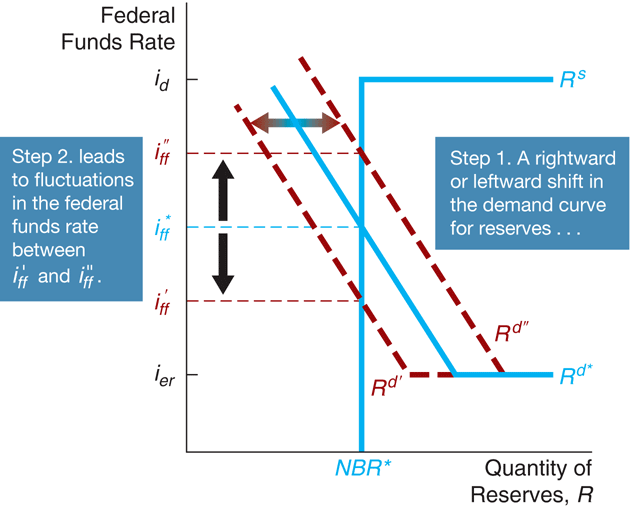 Federal
Funds Rate
i_d
R^s
Step 2. leads
to fluctuations
in the federal
funds rate
between
i'_ff and i''_ff.
i''_ff
Step 1. A rightward
or leftward shift in
the demand curve
for reserves . . .
i*_ff
i'_ff
R^d''
i_er
R^d'
R^d*
NBR*
Quantity of
Reserves, R